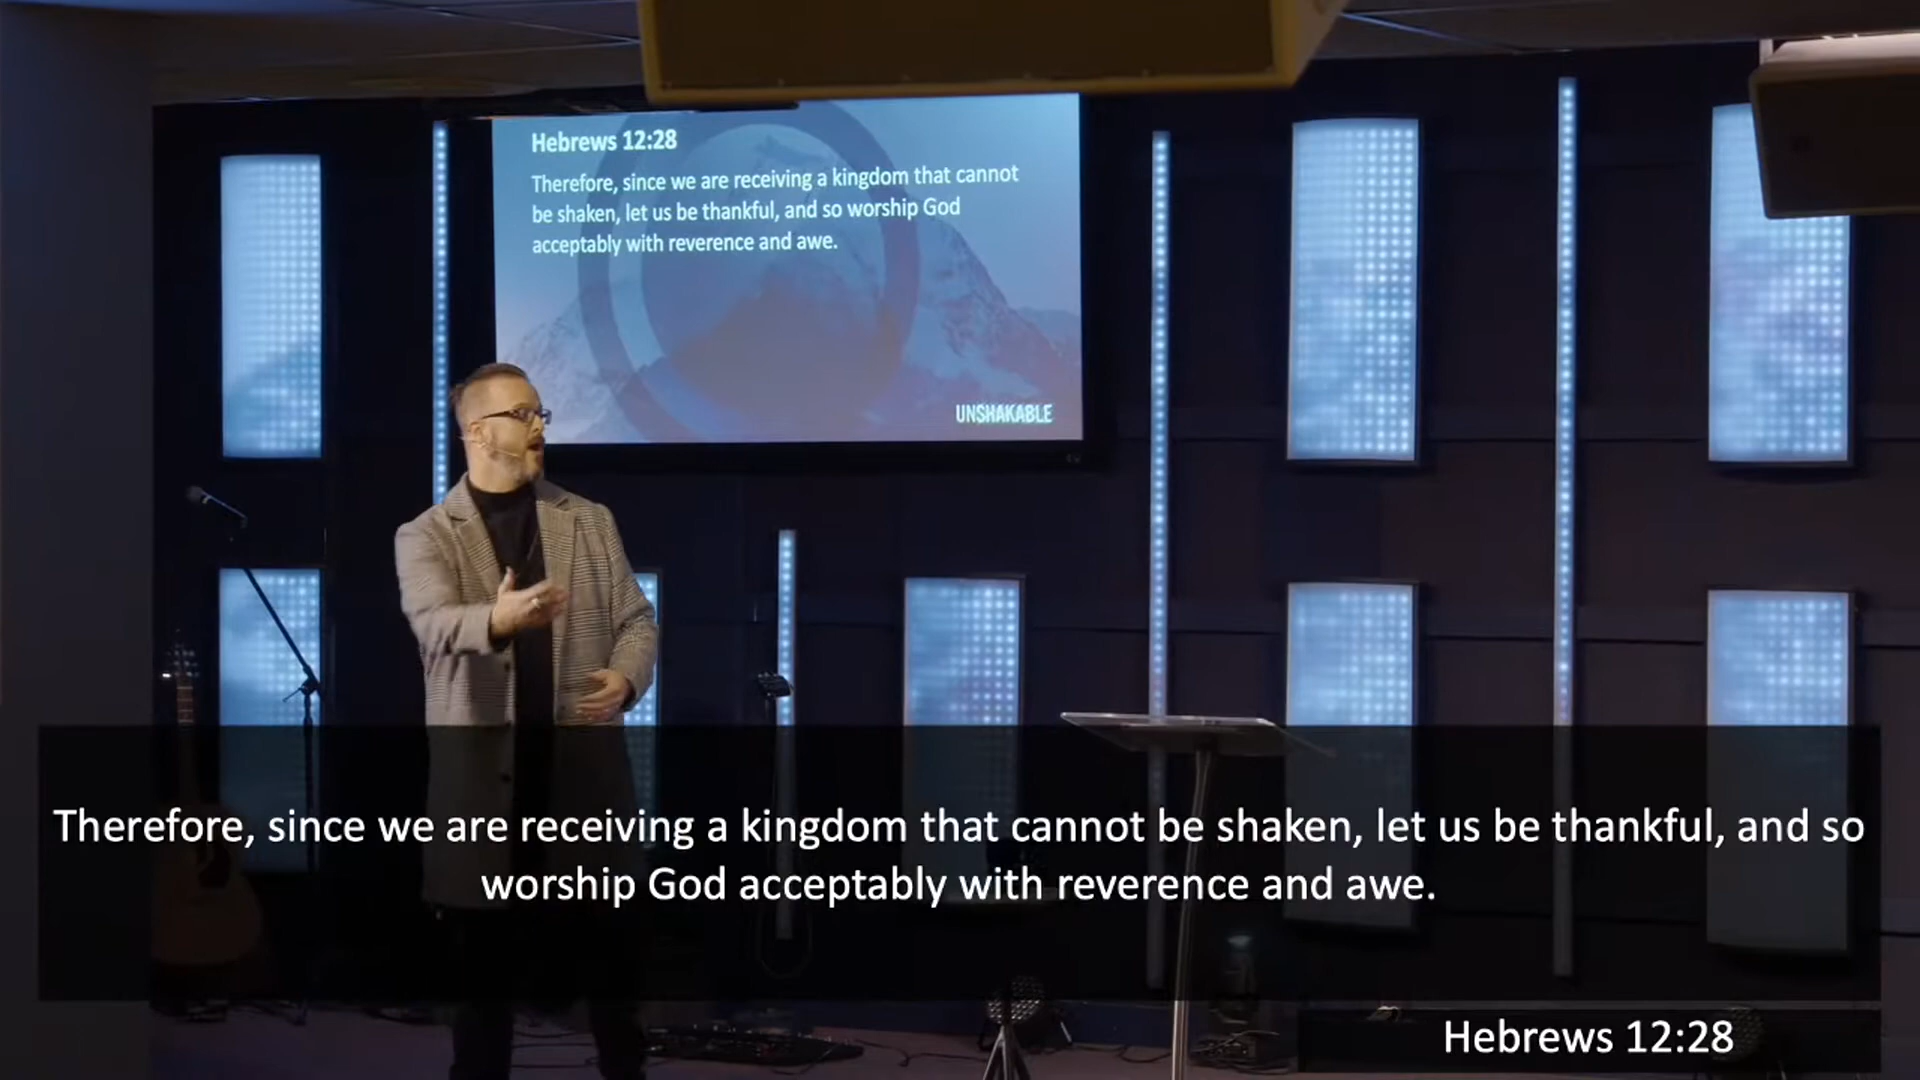 Hebrews 12:28
Therefore, since we are receiving a kingdom that cannot
be shaken, let us be thankful, and so worship God
acceptably with reverence and awe.
UNSHAKABLE
Therefore, since we are receiving a kingdom that cannot be shaken, let us be thankful, and so
worship God acceptably with reverence and awe.
Hebrews 12:28